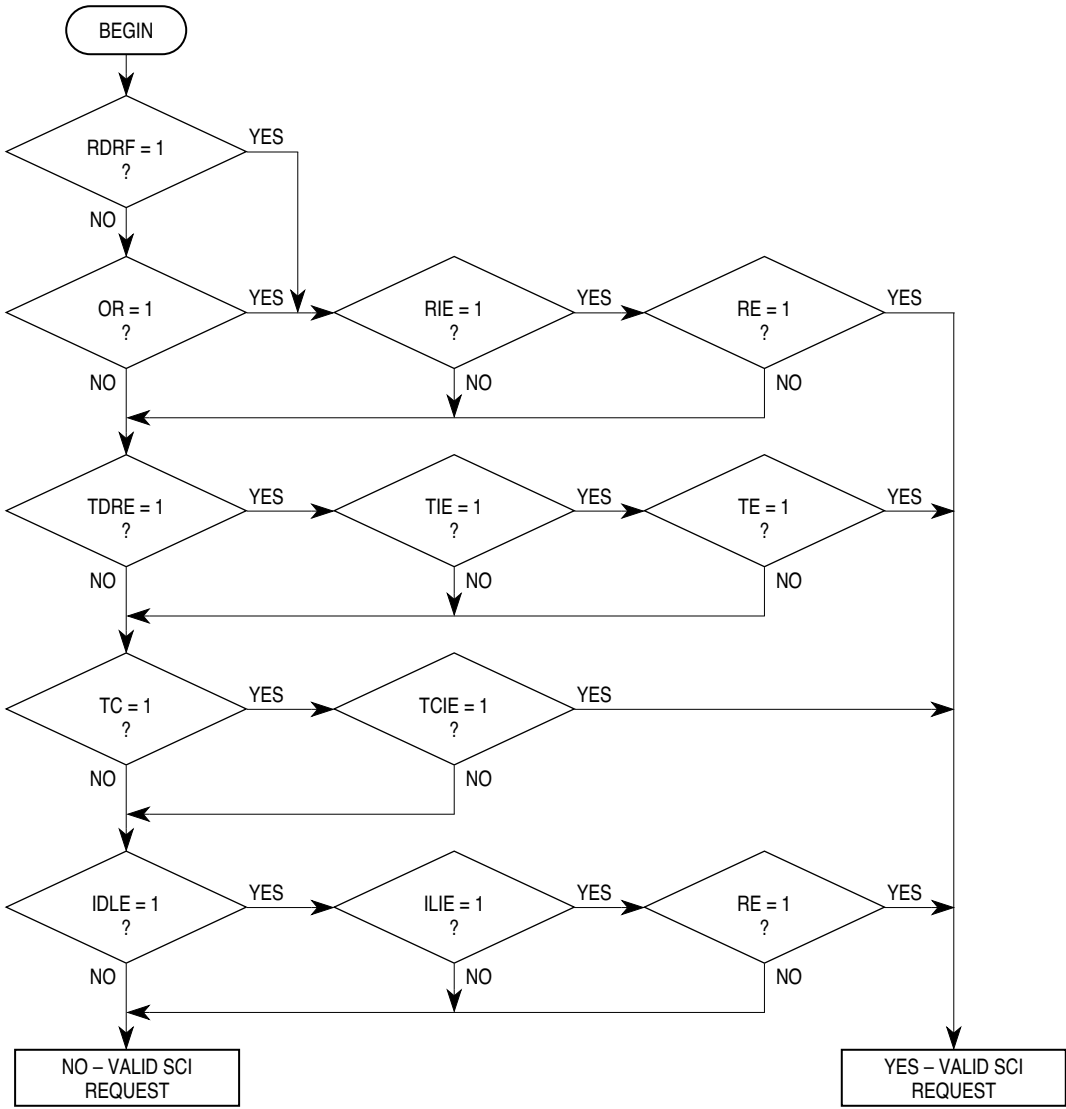 BEGIN
RDRF = 1
?
YES
NO
OR = 1
?
YES
RIE = 1
?
YES
RE = 1
?
YES
NO
NO
NO
TDRE = 1
?
YES
TIE = 1
?
YES
TE = 1
?
YES
NO
NO
NO
TC = 1
?
YES
TCIE = 1
?
YES
NO
NO
IDLE = 1
?
YES
ILIE = 1
?
YES
RE = 1
?
YES
NO
NO
NO
NO – VALID SCI
REQUEST
YES – VALID SCI
REQUEST